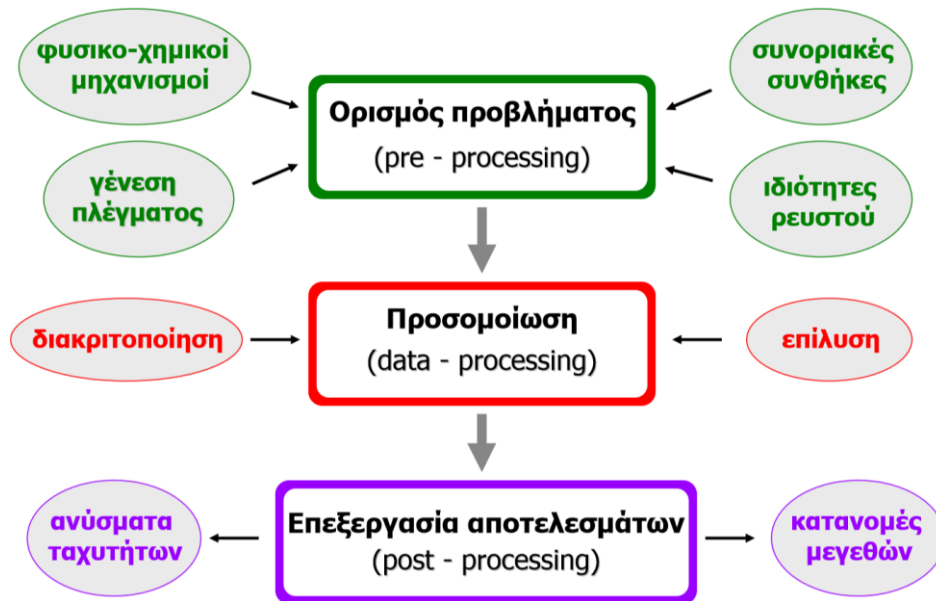 φυσικο-χημικοί
μηχανισμοί
συνοριακές
συνθήκες
Ορισμός προβλήματος
(pre - processing)
γένεση
πλέγματος
ιδιότητες
ρευστού
διακριτοποίηση
Προσομοίωση
(data - processing)
επίλυση
ανύσματα
ταχυτήτων
Επεξεργασία αποτελεσμάτων
(post - processing)
κατανομές
μεγεθών